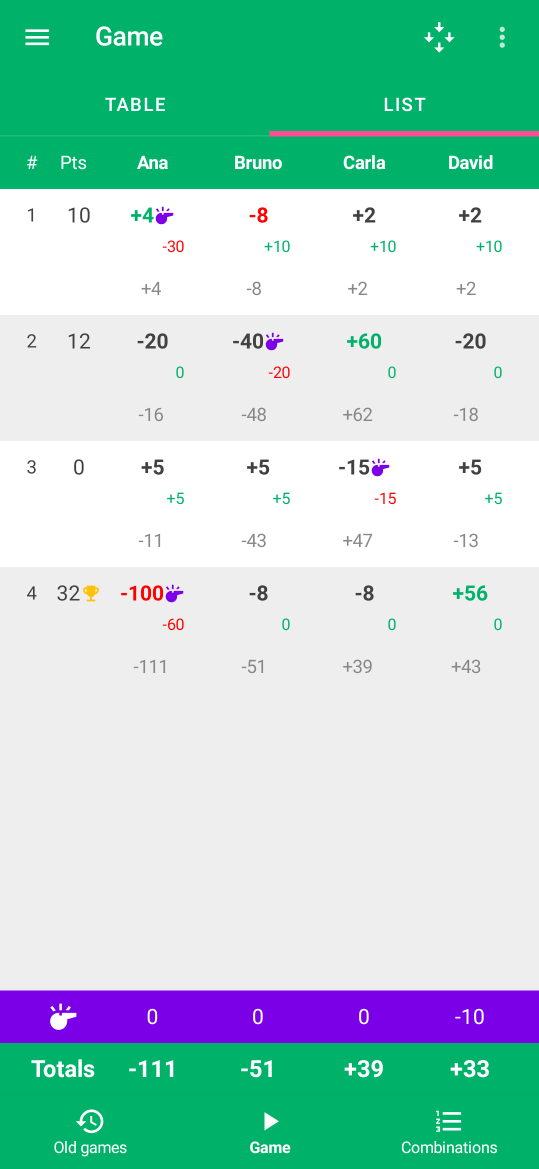 Game
TABLE LIST
# Pts Ana Bruno Carla David
1 10 +4 -8 +2 +2
-30 +10 +10 +10
+4 -8 +2 +2
2 12 -20 -40 +60 -20
0 -20 0 0
-16 -48 +62 -18
3 0 +5 +5 -15 +5
+5 +5 -15 +5
-11 -43 +47 -13
4 32 -100 -8 -8 +56
-60 0 0 0
-111 -51 +39 +43
0 0 0 -10
Totals -111 -51 +39 +33
Old games Game Combinations